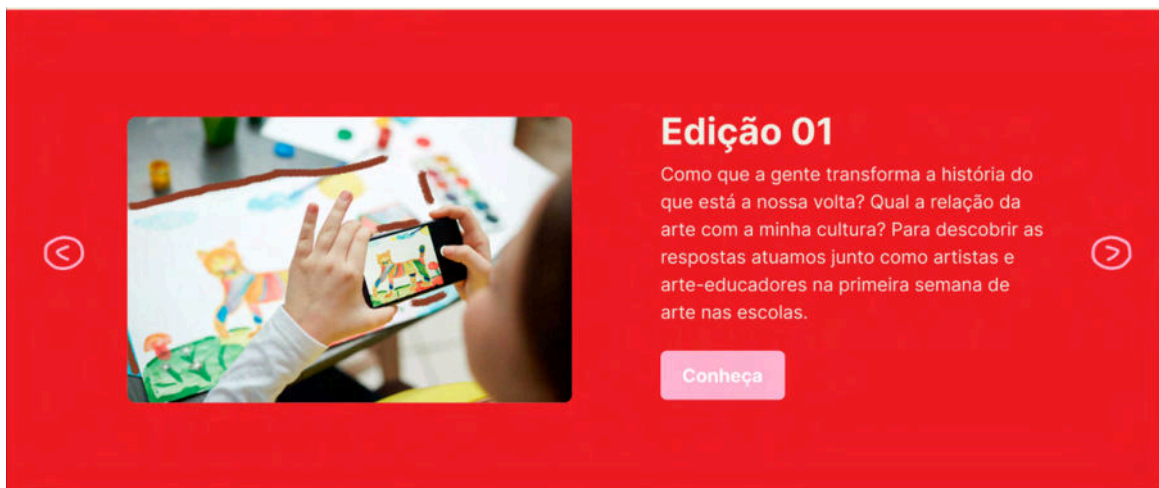 Edição 01
Como que a gente transforma a história do
que está a nossa volta? Qual a relação da
arte com a minha cultura? Para descobrir as
respostas atuamos junto como artistas e
arte-educadores na primeira semana de
arte nas escolas.
Conheça